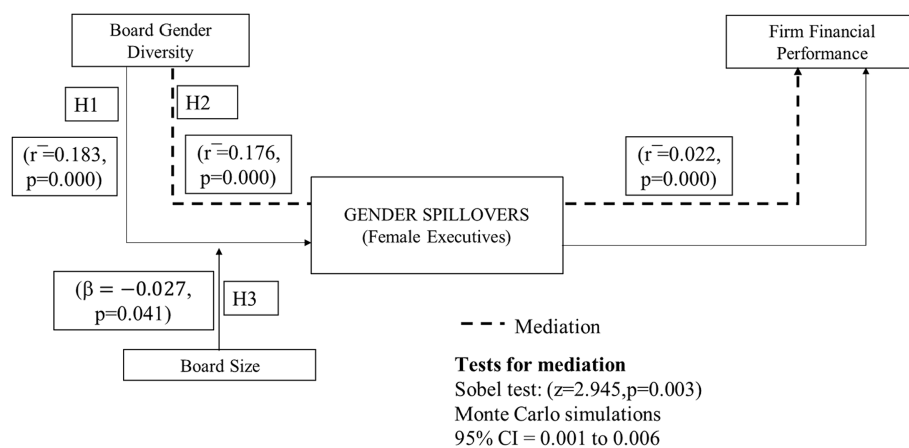 Board Gender
Diversity
Firm Financial
Performance
H1
H2
(r̅=0.183,
p=0.000)
(r̅=0.176,
p=0.000)
(r̅=0.022,
p=0.000)
GENDER SPILLOVERS
(Female Executives)
(β = −0.027,
p=0.041)
H3
Board Size
Mediation
Tests for mediation
Sobel test: (z=2.945,p=0.003)
Monte Carlo simulations
95% CI = 0.001 to 0.006